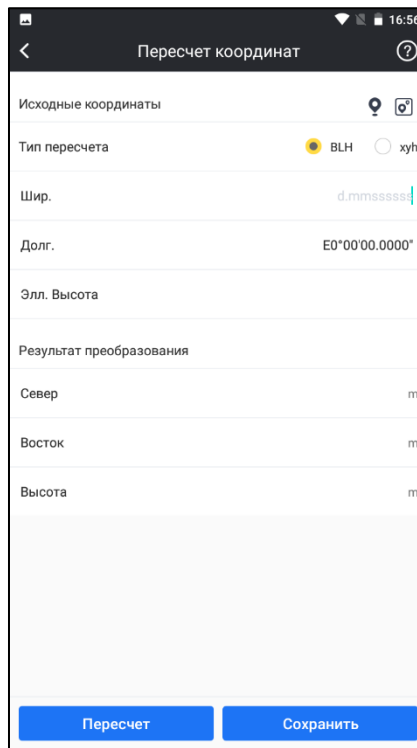 16:56
Пересчет координат
Исходные координаты
Тип пересчета BLH xyh
Шир. d.mmssssss
Долг. E0°00'00.0000"
Элл. Высота
Результат преобразования
Север m
Восток m
Высота m
Пересчет Сохранить